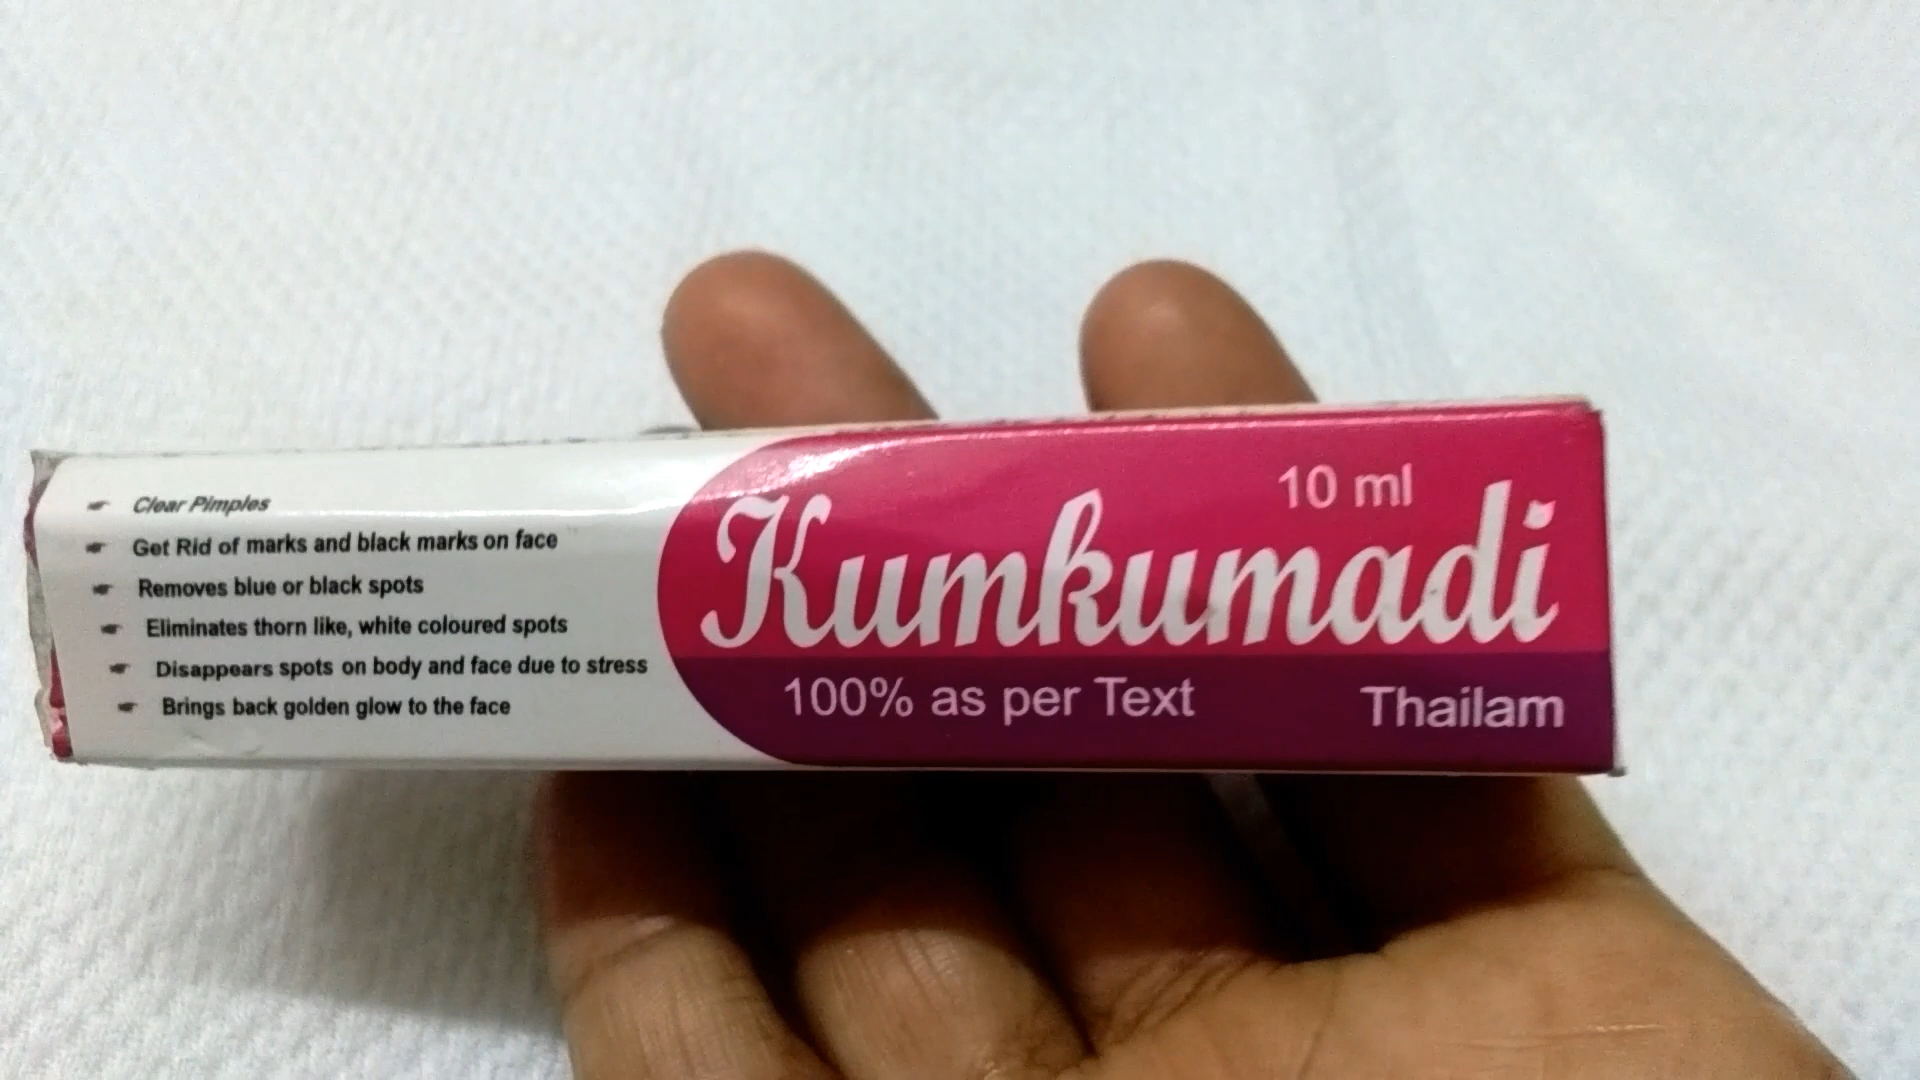 Clear Pimples
Get Rid of marks and black marks on face
Removes blue or black spots
Eliminates thorn like, white coloured spots
Disappears spots on body and face due to stress
Brings back golden glow to the face
10 ml
Kumkumadi
100% as per Text
Thailam